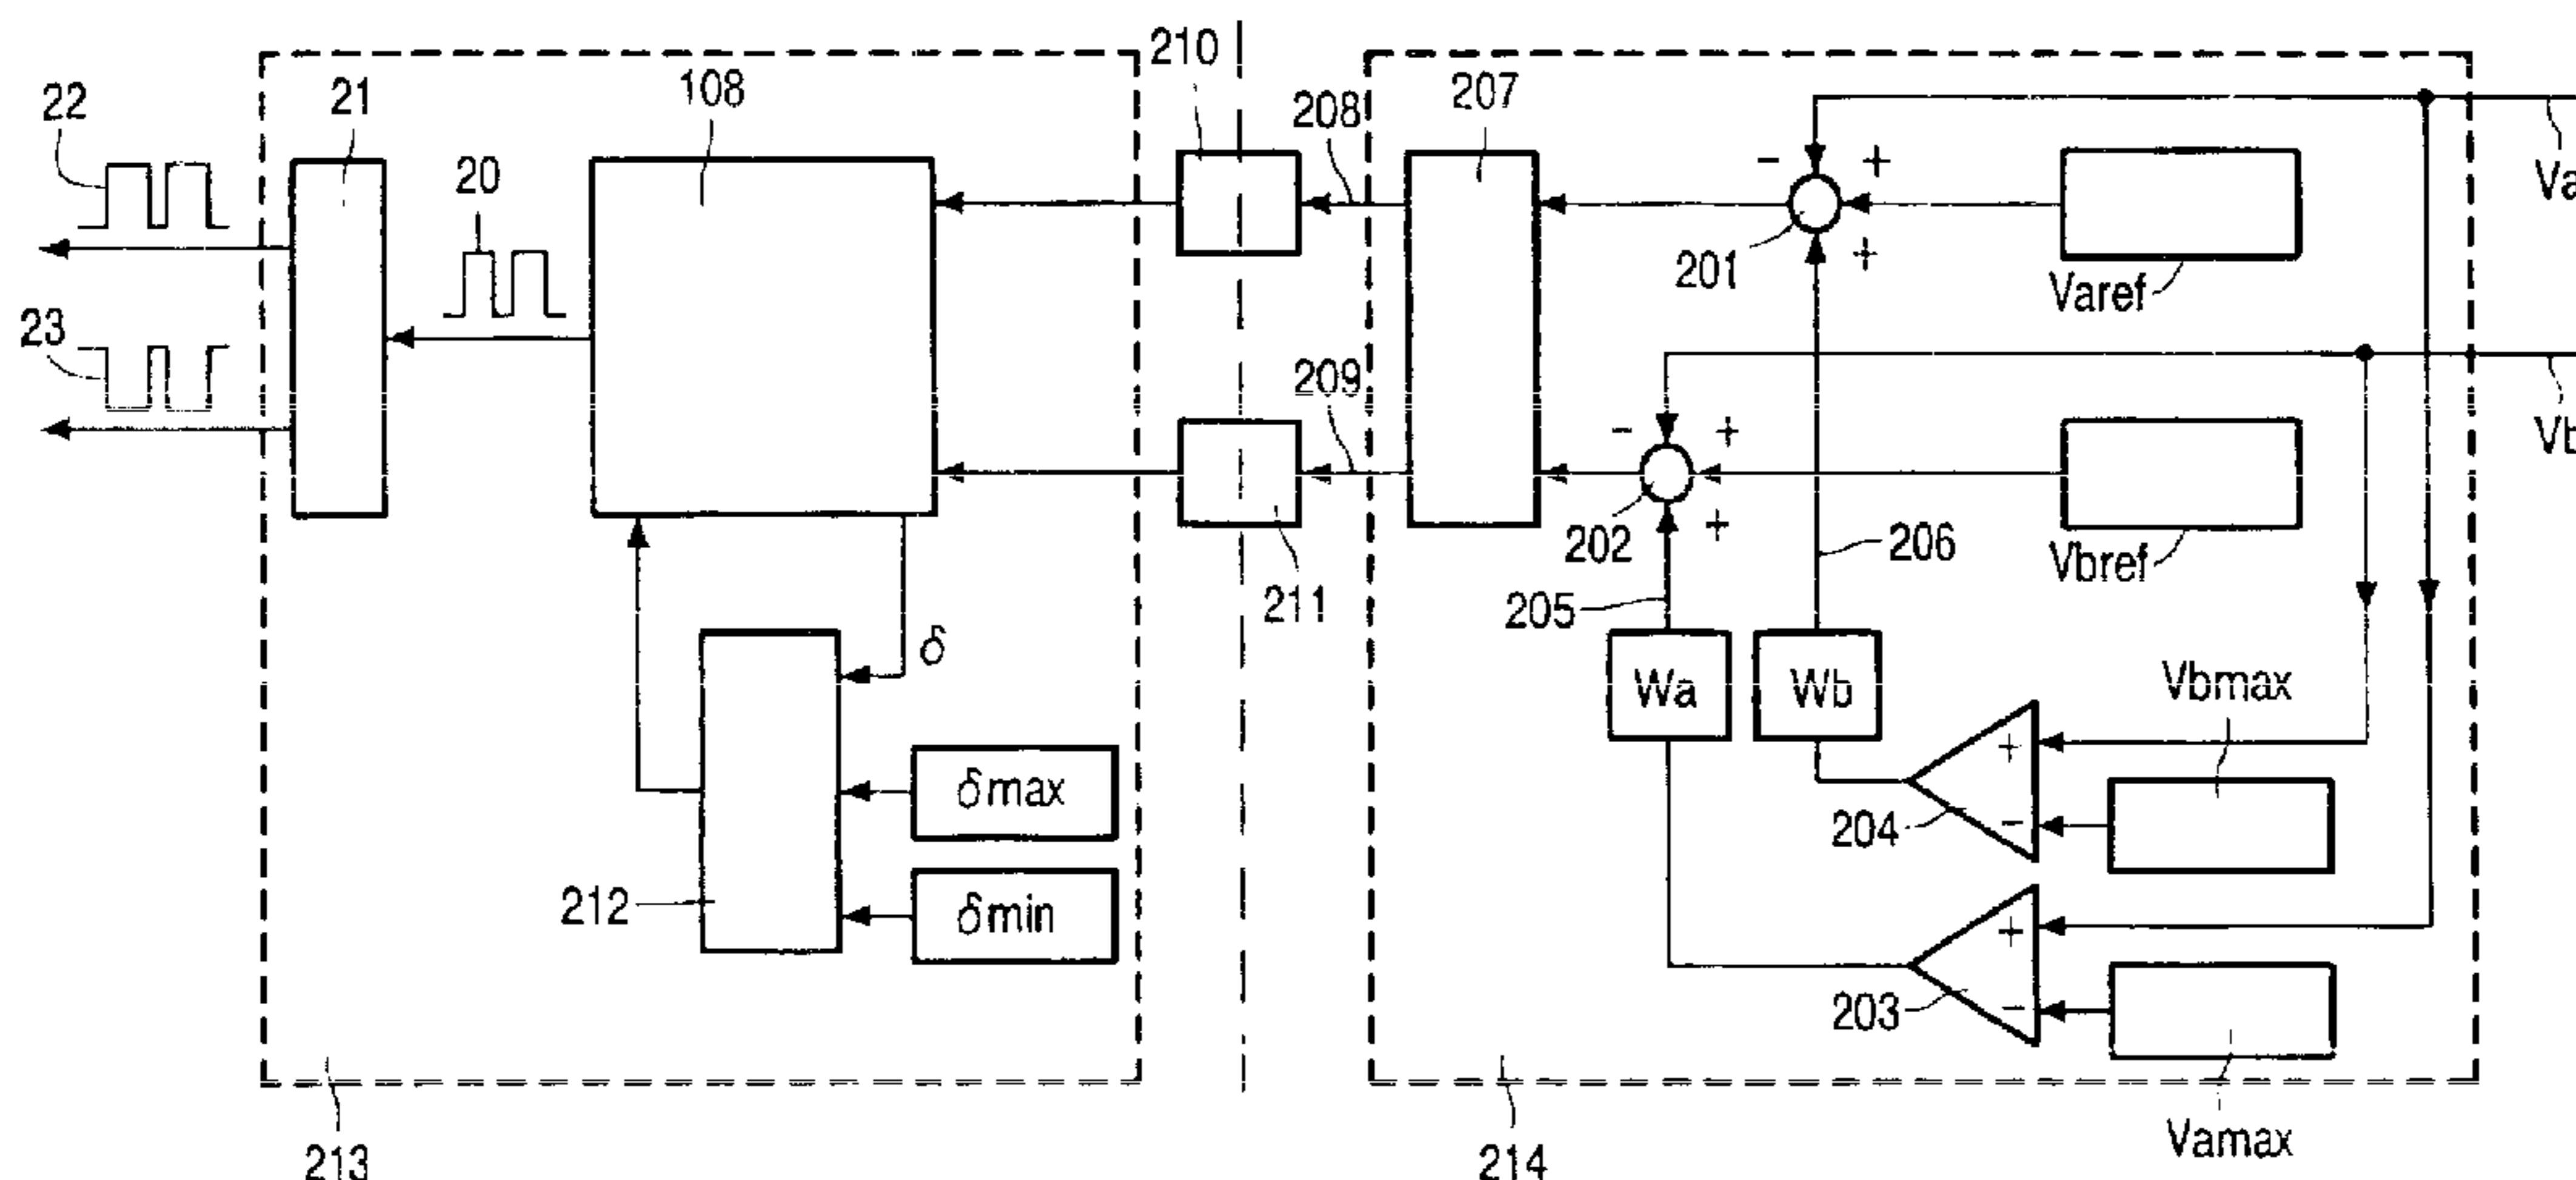 210
22
21
108
208
207
20
-
+
Va
201
+
Varef
23
209
-
+
Vb
202
+
206
Vbref
211
205
δ
Wa
Wb
Vbmax
+
δmax
204
-
212
δmin
+
203
-
213
214
Vamax